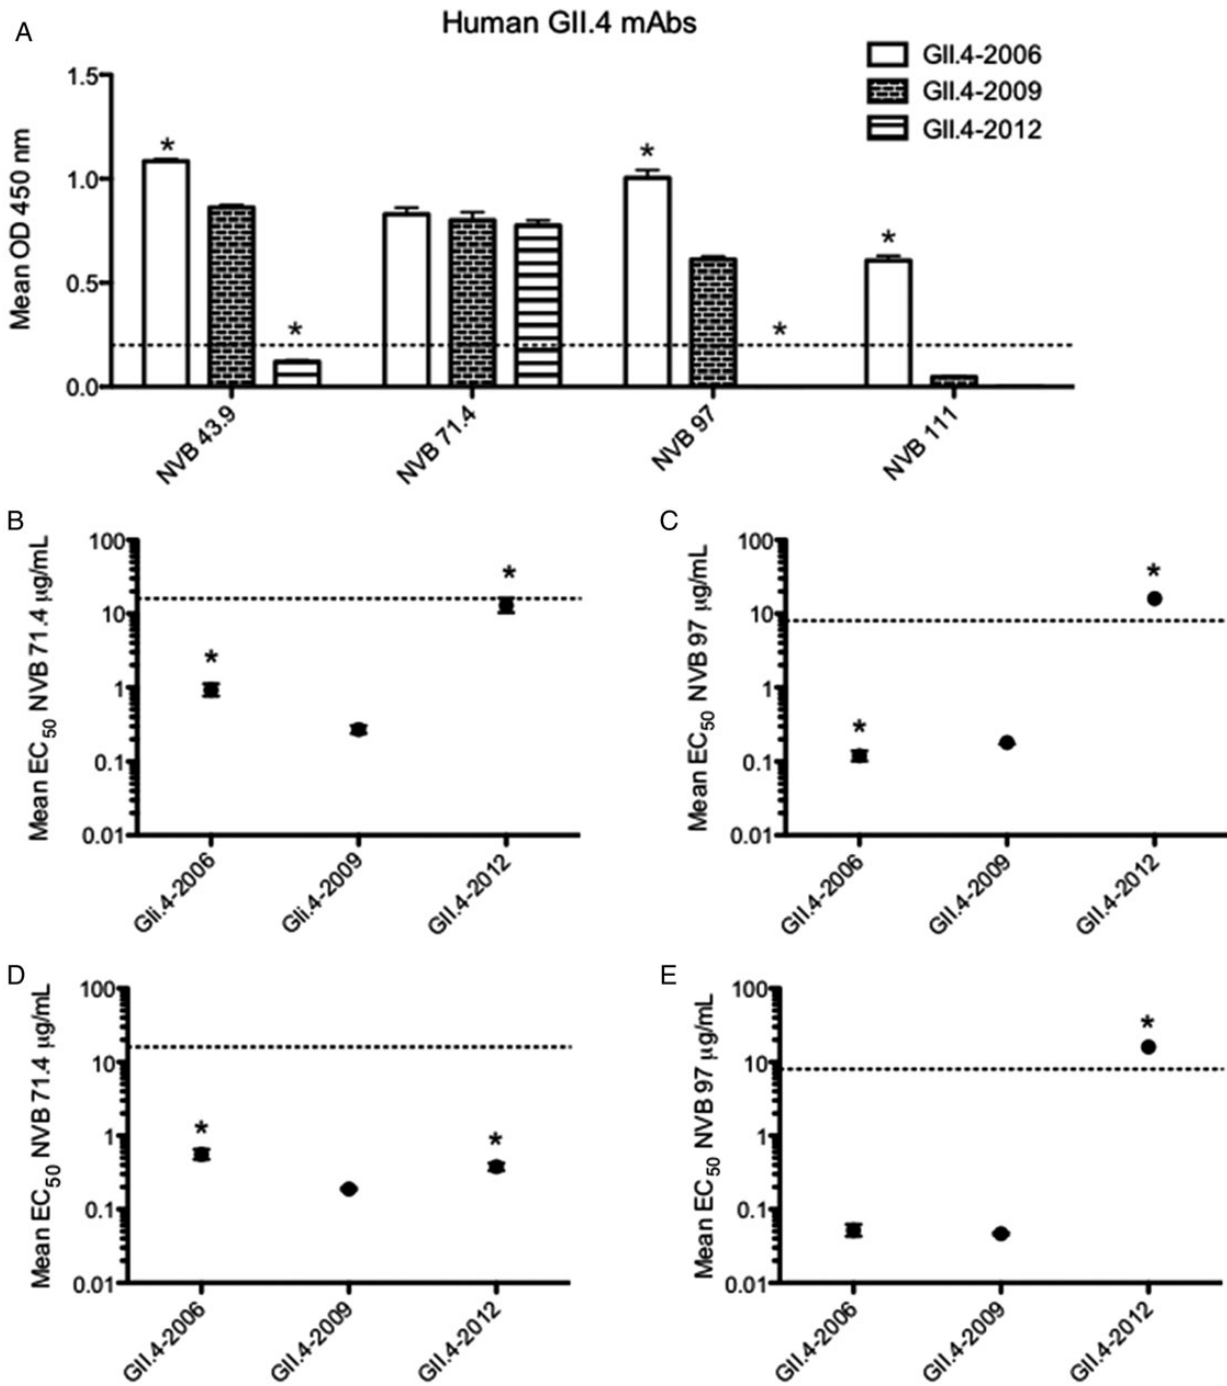 A
Human GII.4 mAbs
GII.4-2006
GII.4-2009
GII.4-2012
Mean OD 450 nm
1.5
1.0
0.5
0.0
*
*
*
*
*
NVB 43.9
NVB 71.4
NVB 97
NVB 111
B
Mean EC50 NVB 71.4 µg/mL
100
10
1
0.1
0.01
*
*
Gli.4-2006
Gli.4-2009
GII.4-2012
C
Mean EC50 NVB 97 µg/mL
100
10
1
0.1
0.01
*
*
GII.4-2006
GII.4-2009
GII.4-2012
D
Mean EC50 NVB 71.4 µg/mL
100
10
1
0.1
0.01
*
*
GII.4-2006
GII.4-2009
GII.4-2012
E
Mean EC50 NVB 97 µg/mL
100
10
1
0.1
0.01
*
GII.4-2006
GII.4-2009
GII.4-2012